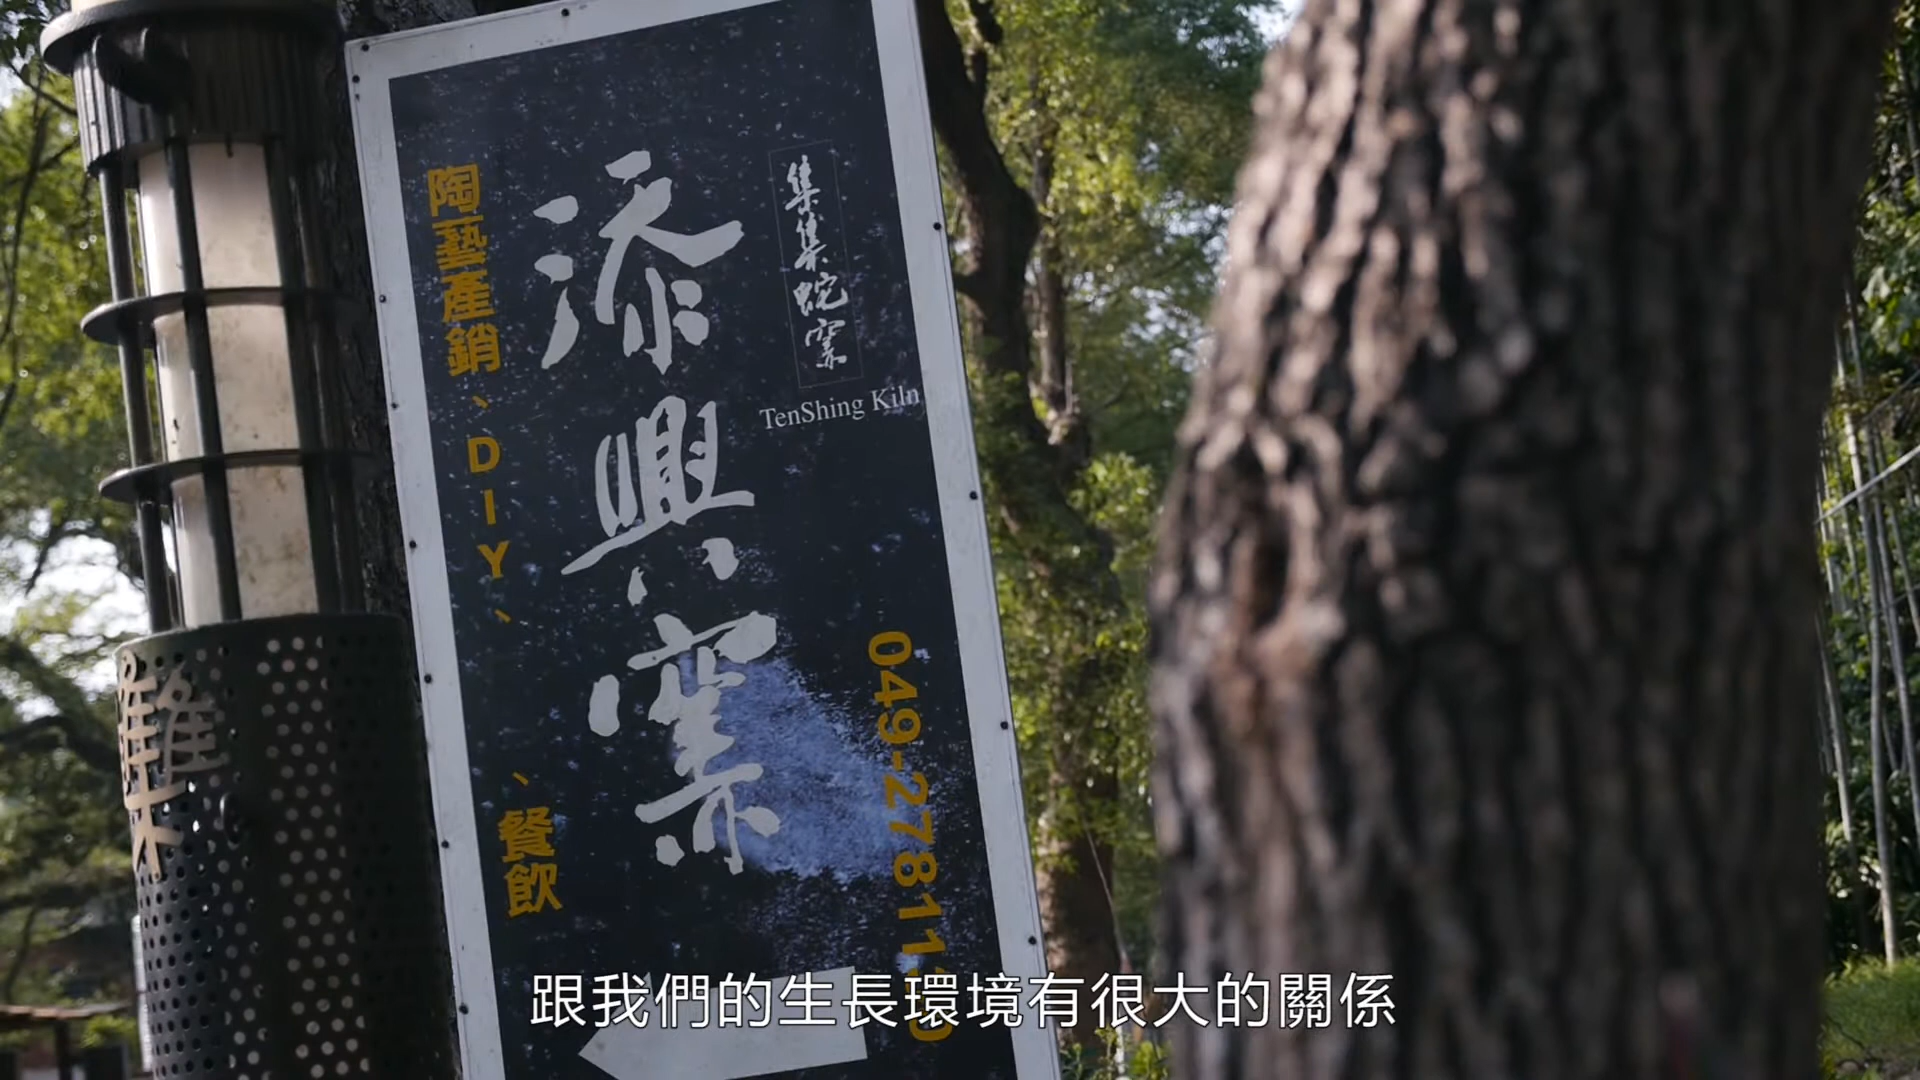 集集蛇窯
TenShing Kiln
添興窯
陶藝產銷、DIY、
、餐飲
049-27811
跟我們的生長環境有很大的關係